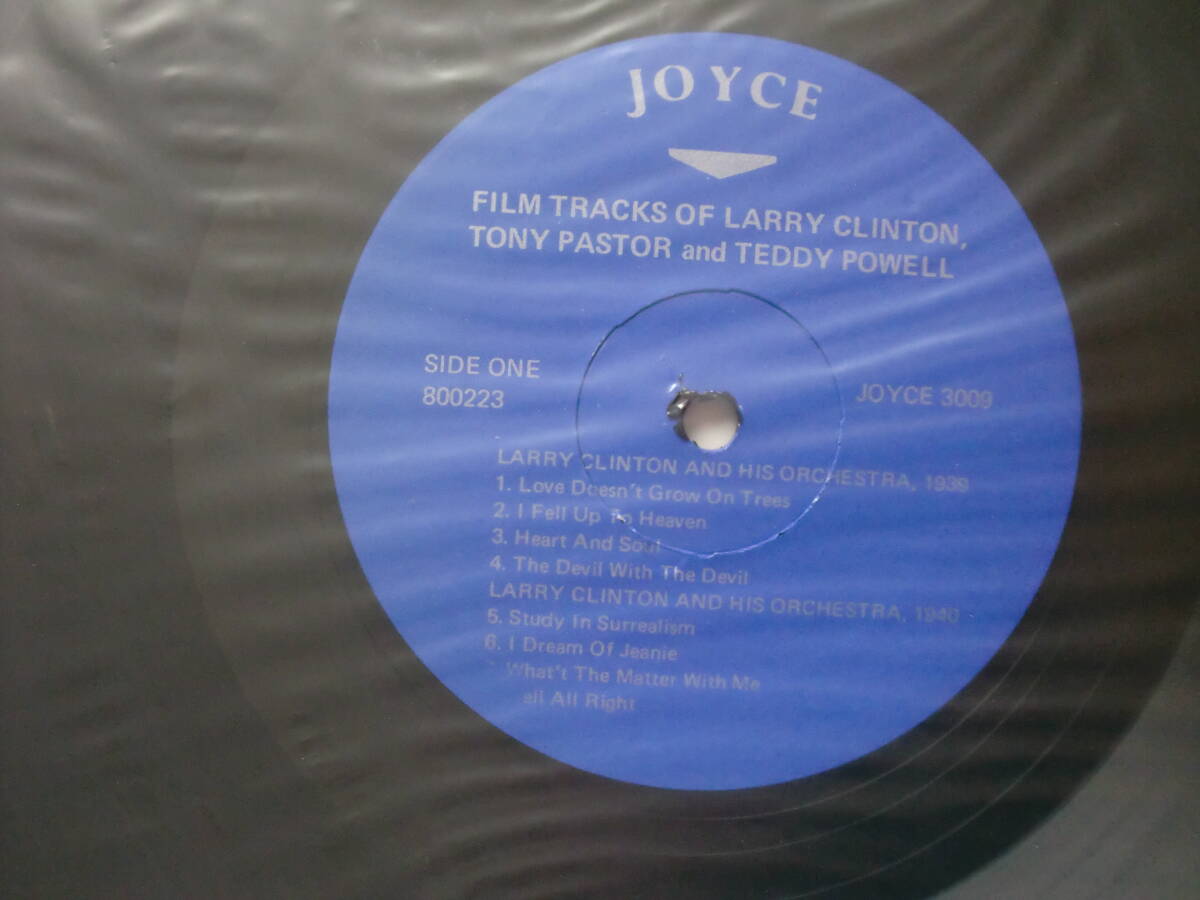 JOYCE
FILM TRACKS OF LARRY CLINTON,
TONY PASTOR and TEDDY POWELL
SIDE ONE
800223
JOYCE 3009
LARRY CLINTON AND HIS ORCHESTRA, 1939
1. Love Doesn't Grow On Trees
2. I Fell Up To Heaven
3. Heart And Soul
4. The Devil With The Devil
LARRY CLINTON AND HIS ORCHESTRA, 1940
5. Study In Surrealism
6. I Dream Of Jeanie
What't The Matter With Me
All Right